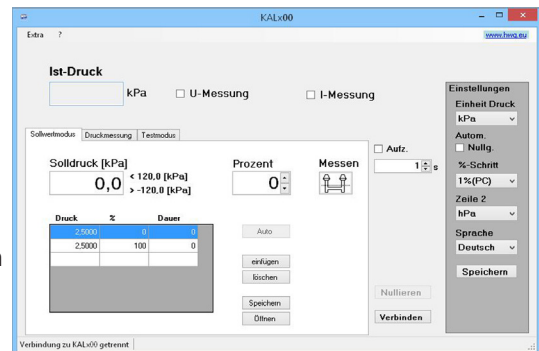 KALx00
Extra ?
www.hwg.eu
Ist-Druck
kPa
U-Messung
I-Messung
Sollwertmodus Druckmessung Testmodus
Solldruck [kPa]
0,0
< 120,0 [kPa]
> -120,0 [kPa]
Prozent
0
Messen
Druck % Dauer
2,5000 0 0
2,5000 100 0
Auto
einfügen
löschen
Speichern
Öffnen
Aufz.
1 s
Nullieren
Verbinden
Einstellungen
Einheit Druck
kPa
Autom.
Nullg.
%-Schritt
1%(PC)
Zeile 2
hPa
Sprache
Deutsch
Speichern
Verbindung zu KALx00 getrennt